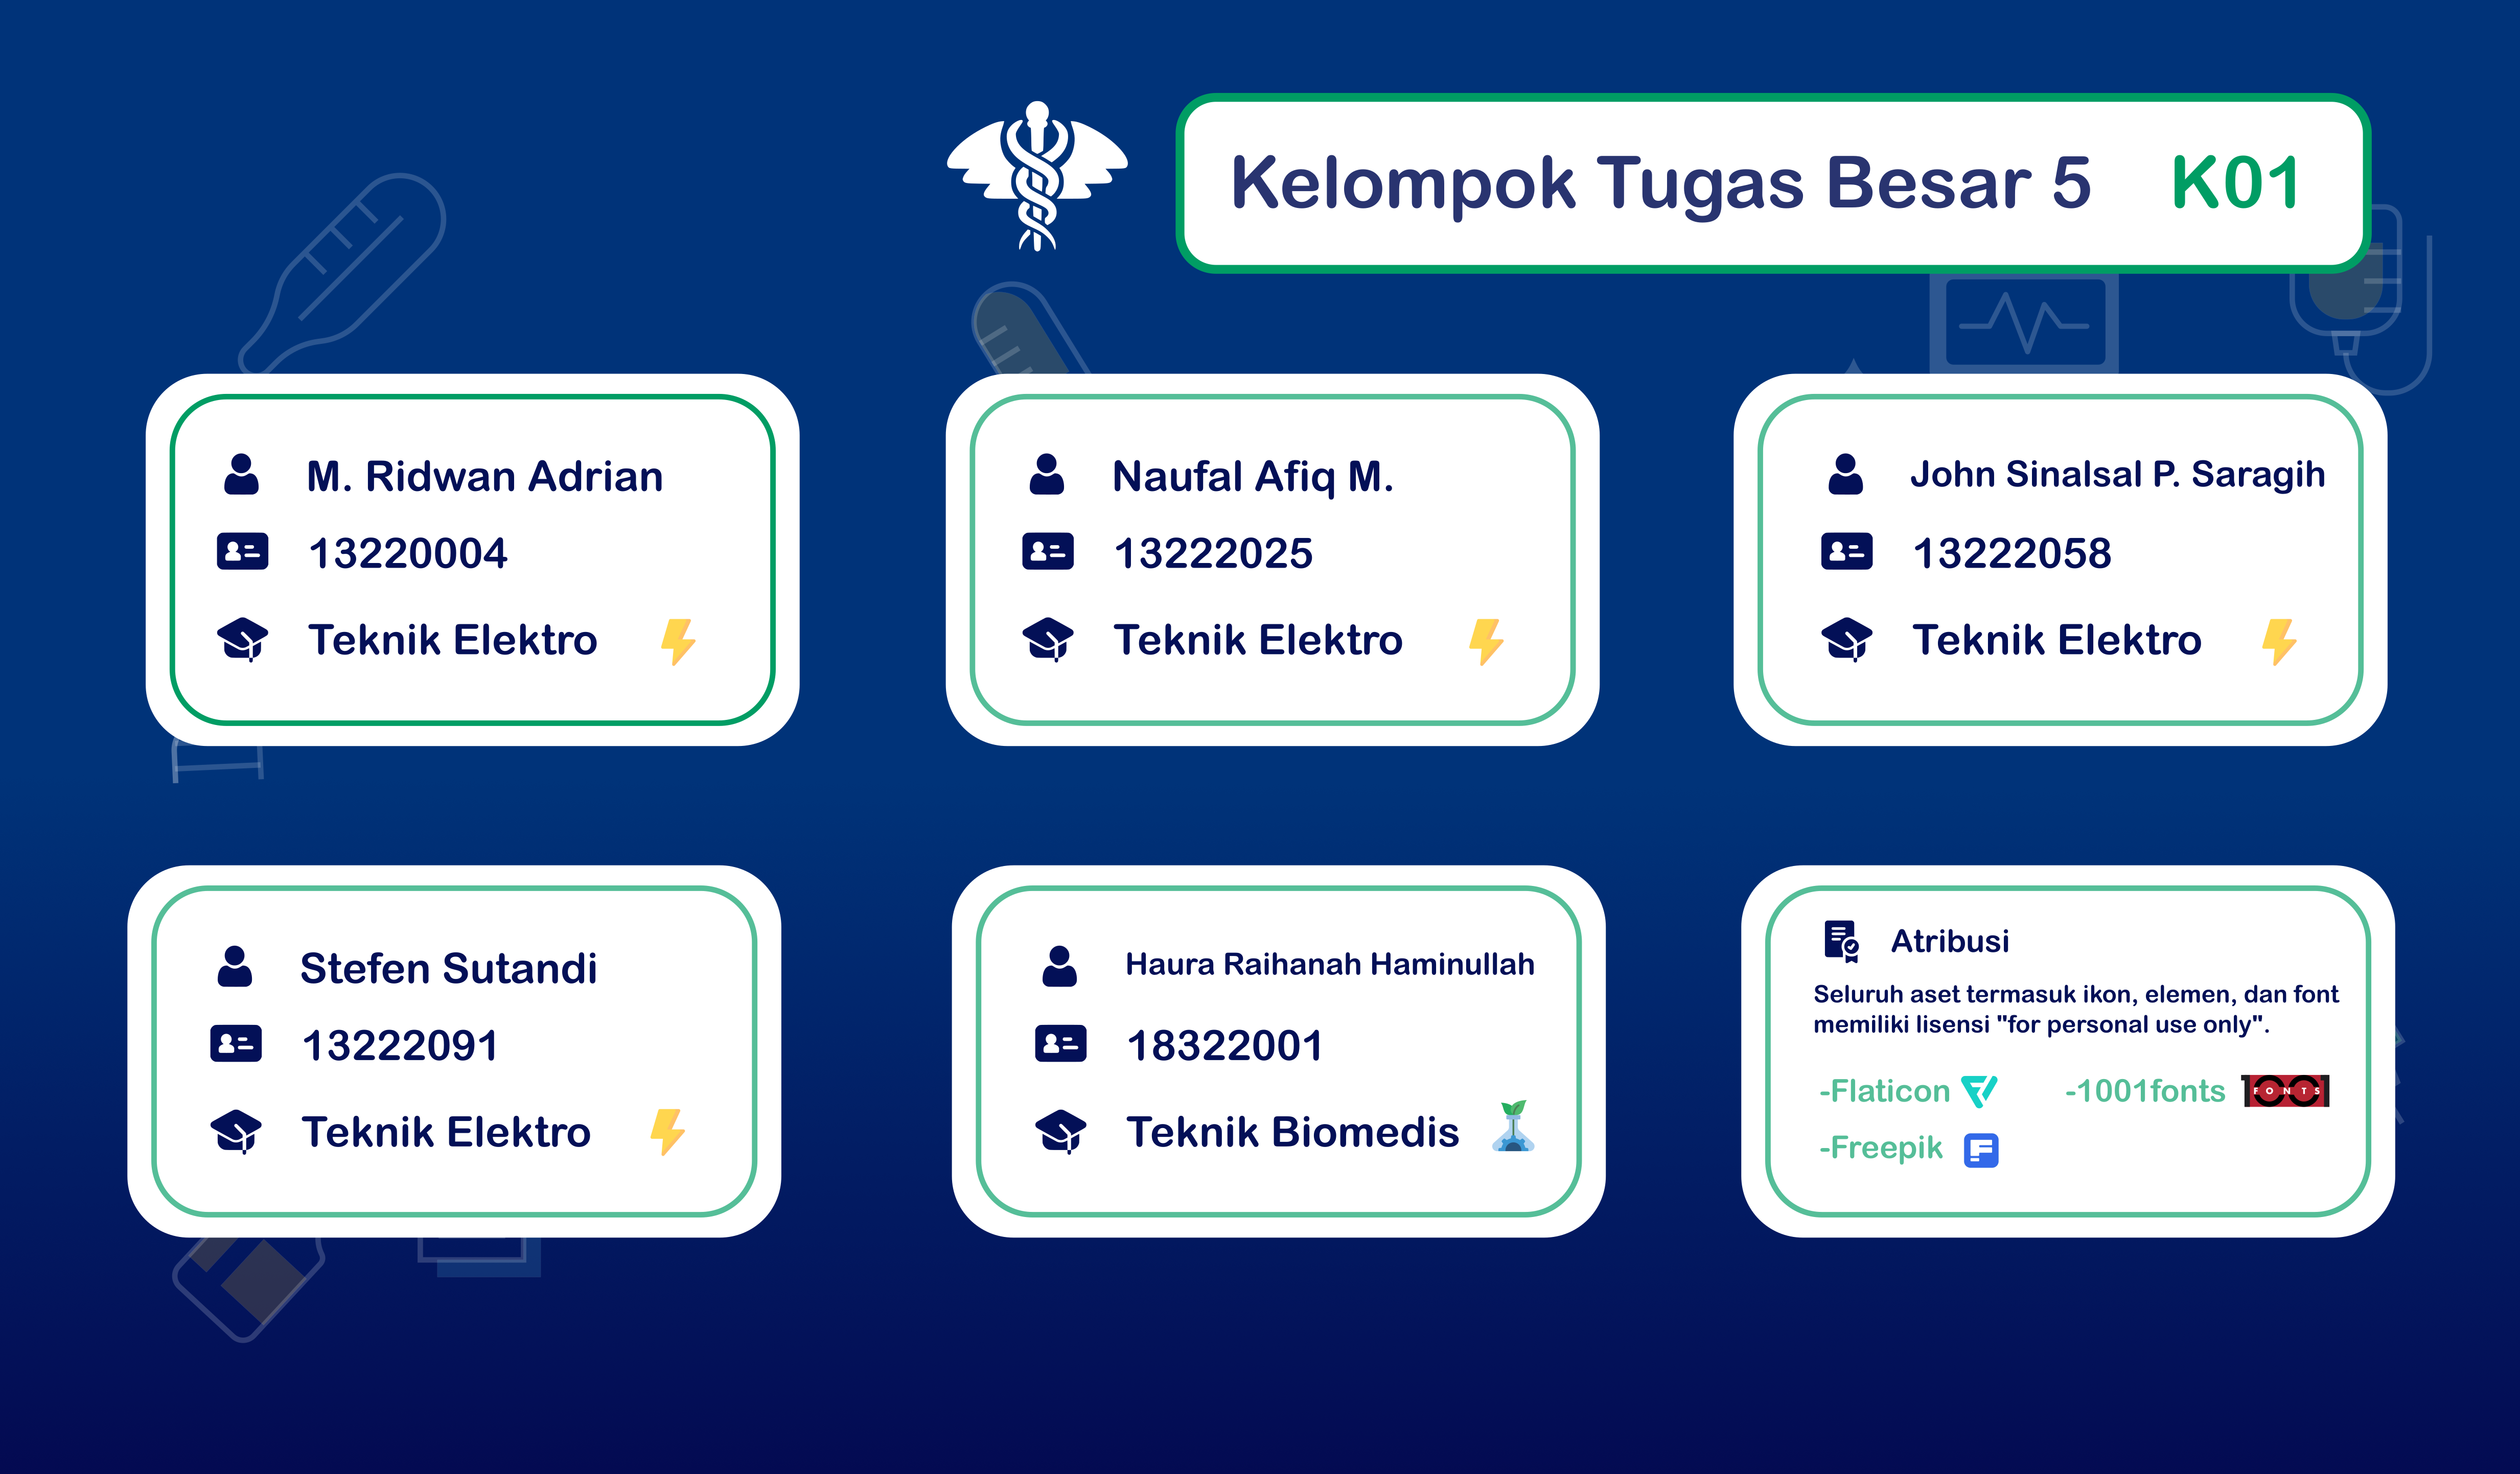 Kelompok Tugas Besar 5 K01
M. Ridwan Adrian
13220004
Teknik Elektro
Naufal Afiq M.
13222025
Teknik Elektro
John Sinalsal P. Saragih
13222058
Teknik Elektro
Stefen Sutandi
13222091
Teknik Elektro
Haura Raihanah Haminullah
18322001
Teknik Biomedis
Atribusi
Seluruh aset termasuk ikon, elemen, dan font
memiliki lisensi "for personal use only".
-Flaticon
-1001fonts
1001 FONTS
-Freepik